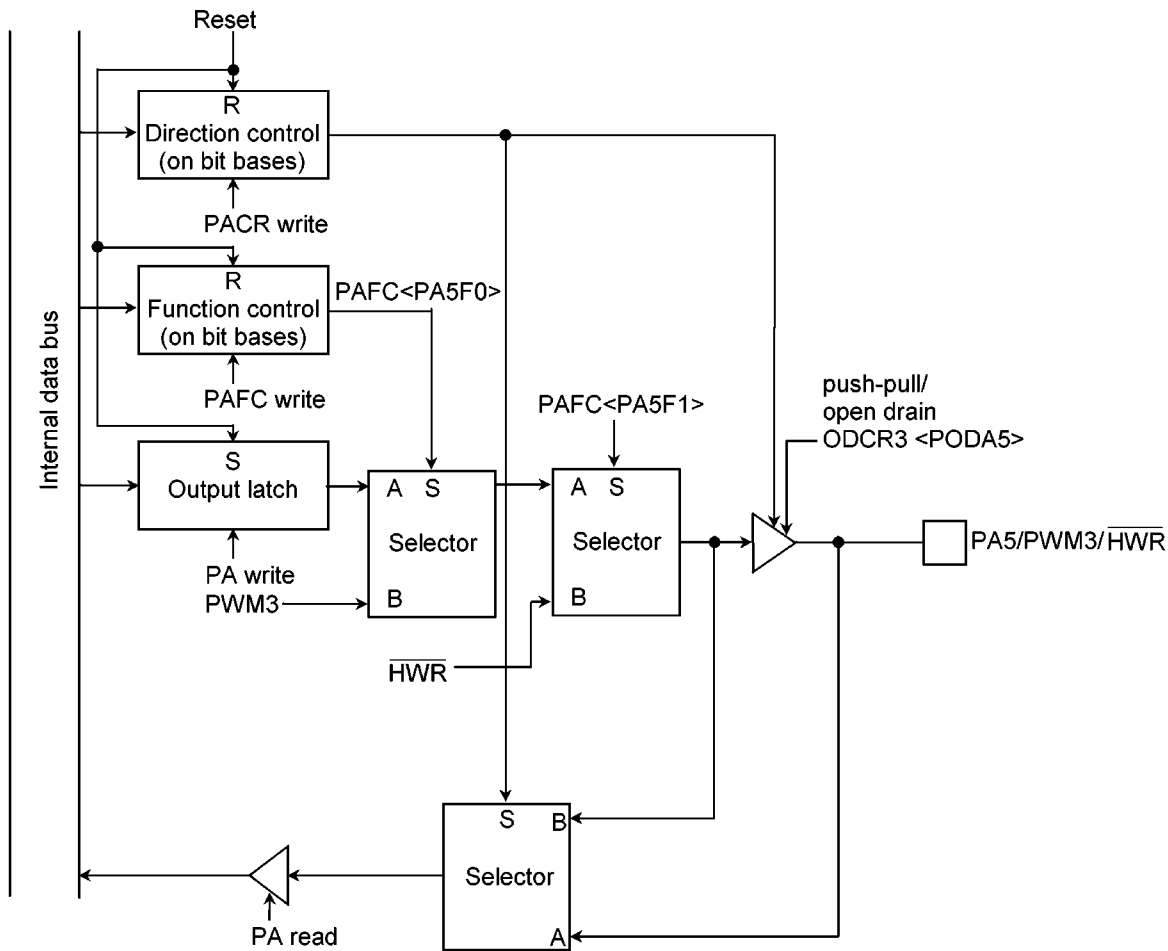 Reset
R
Direction control
(on bit bases)
PACR write
R
Function control
(on bit bases)
PAFC<PA5F0>
PAFC write
Internal data bus
S
Output latch
PA write
PWM3
A S
Selector
B
PAFC<PA5F1>
A S
Selector
B
HWR
push-pull/
open drain
ODCR3 <PODA5>
PA5/PWM3/HWR
S B
Selector
A
PA read